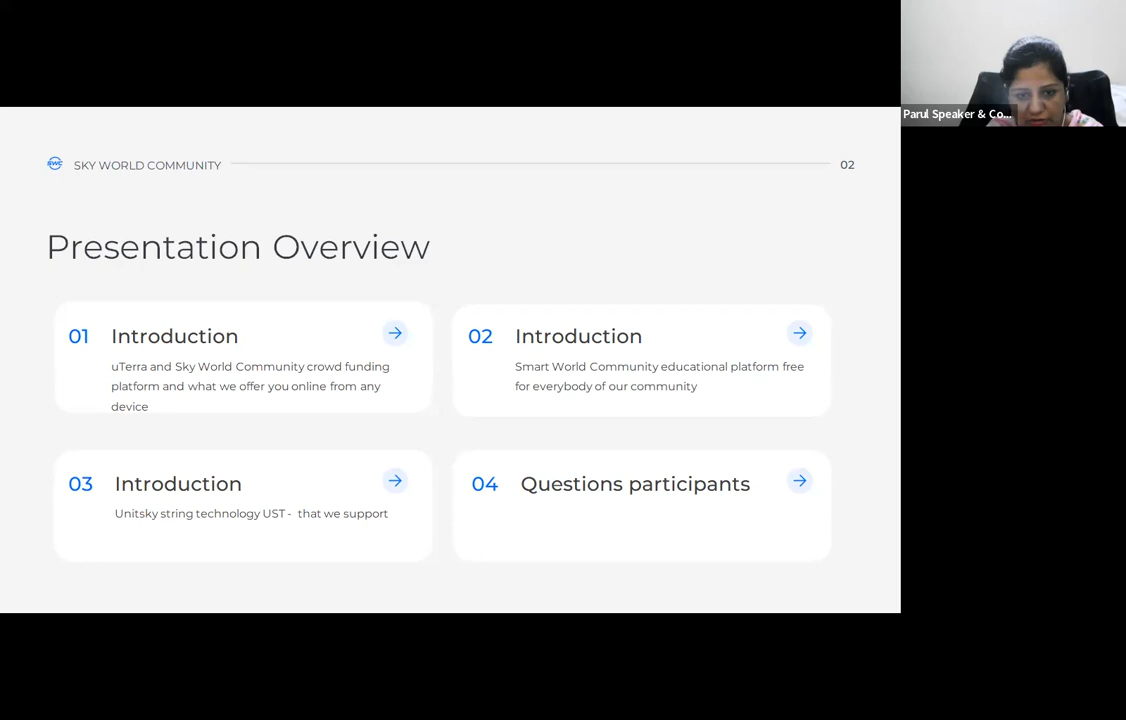 Parul Speaker & Co...
SWC SKY WORLD COMMUNITY 02
Presentation Overview
01 Introduction
uTerra and Sky World Community crowd funding
platform and what we offer you online from any
device
02 Introduction
Smart World Community educational platform free
for everybody of our community
03 Introduction
Unitsky string technology UST - that we support
04 Questions participants